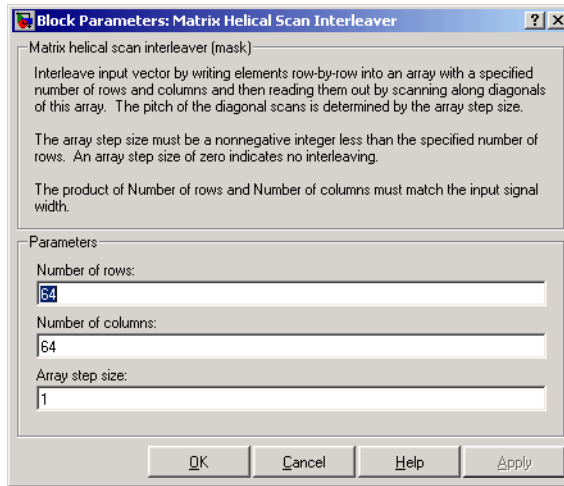 Block Parameters: Matrix Helical Scan Interleaver
Matrix helical scan interleaver (mask)
Interleave input vector by writing elements row-by-row into an array with a specified
number of rows and columns and then reading them out by scanning along diagonals
of this array. The pitch of the diagonal scans is determined by the array step size.
The array step size must be a nonnegative integer less than the specified number of
rows. An array step size of zero indicates no interleaving.
The product of Number of rows and Number of columns must match the input signal
width.
Parameters
Number of rows:
64
Number of columns:
64
Array step size:
1
OK Cancel Help Apply